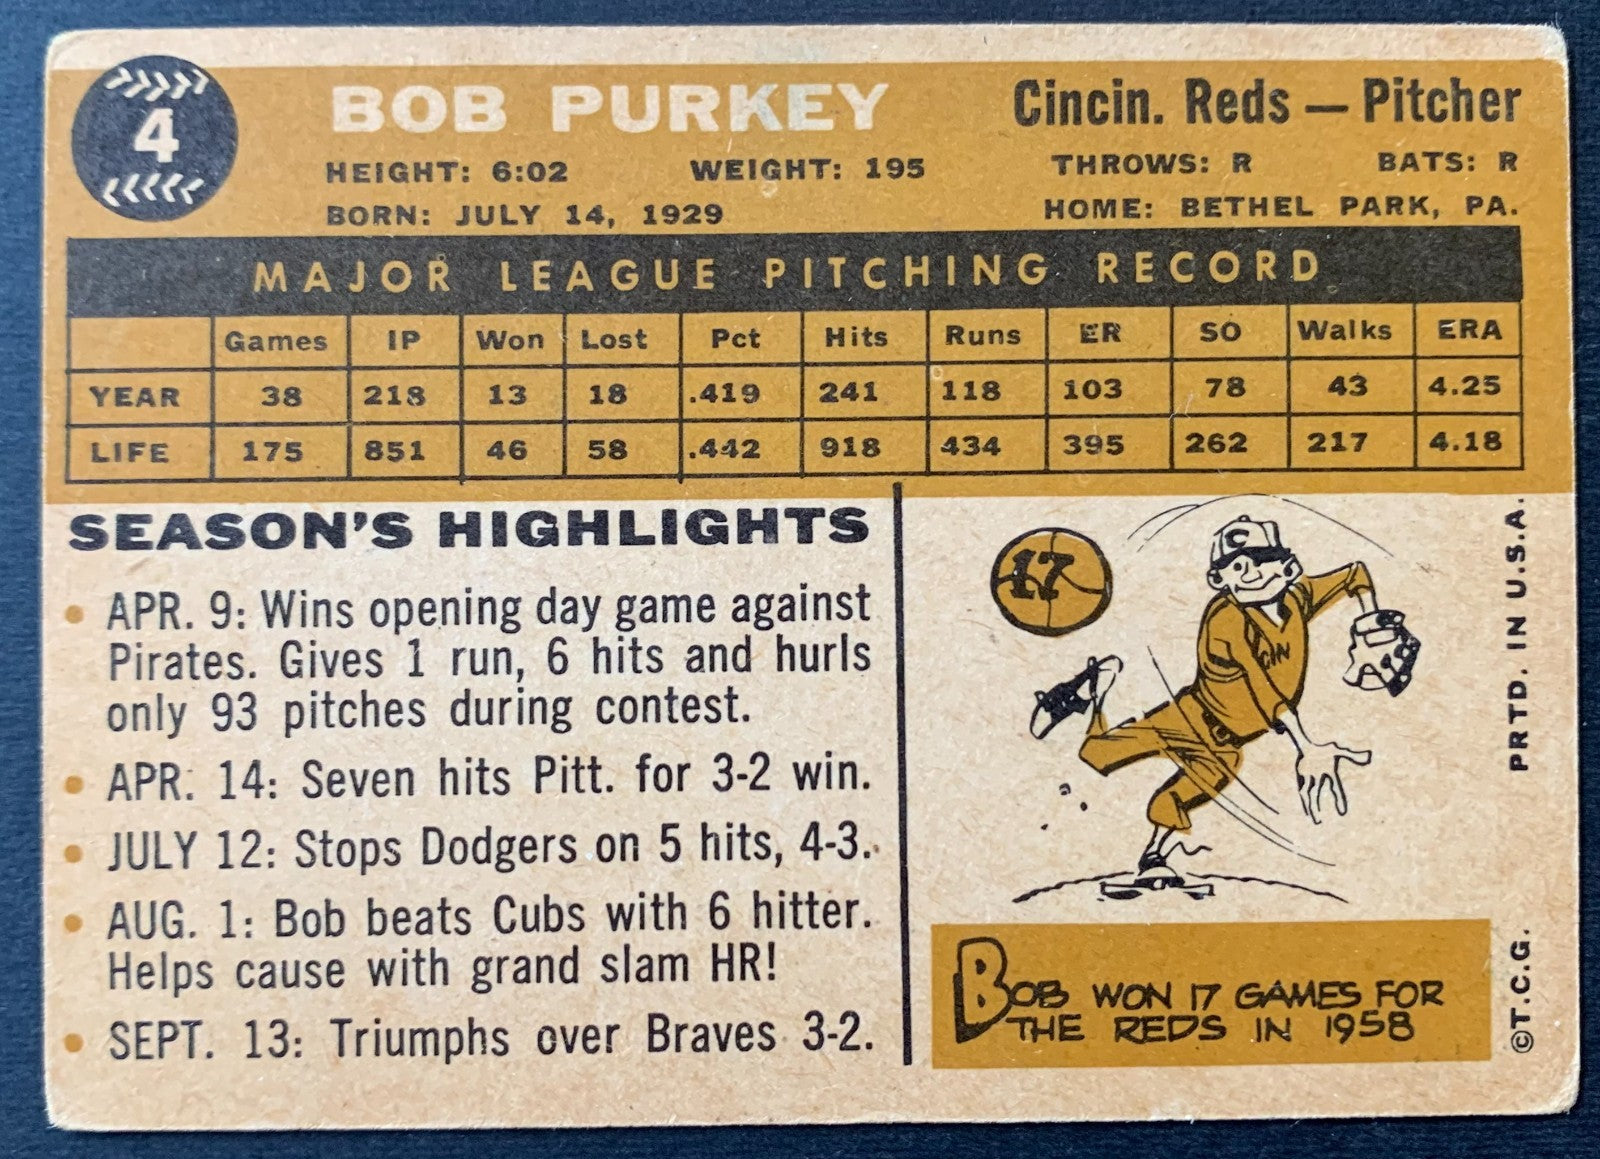 4
BOB PURKEY
Cincin. Reds — Pitcher
HEIGHT: 6:02 WEIGHT: 195 THROWS: R BATS: R
BORN: JULY 14, 1929 HOME: BETHEL PARK, PA.
MAJOR LEAGUE PITCHING RECORD
Games IP Won Lost Pct Hits Runs ER SO Walks ERA
YEAR 38 218 13 18 .419 241 118 103 78 43 4.25
LIFE 175 851 46 58 .442 918 434 395 262 217 4.18
SEASON'S HIGHLIGHTS
• APR. 9: Wins opening day game against
Pirates. Gives 1 run, 6 hits and hurls
only 93 pitches during contest.
• APR. 14: Seven hits Pitt. for 3-2 win.
• JULY 12: Stops Dodgers on 5 hits, 4-3.
• AUG. 1: Bob beats Cubs with 6 hitter.
Helps cause with grand slam HR!
• SEPT. 13: Triumphs over Braves 3-2.
17
C
CIN
BOB WON 17 GAMES FOR
THE REDS IN 1958
©T.C.G. PRTD. IN U.S.A.